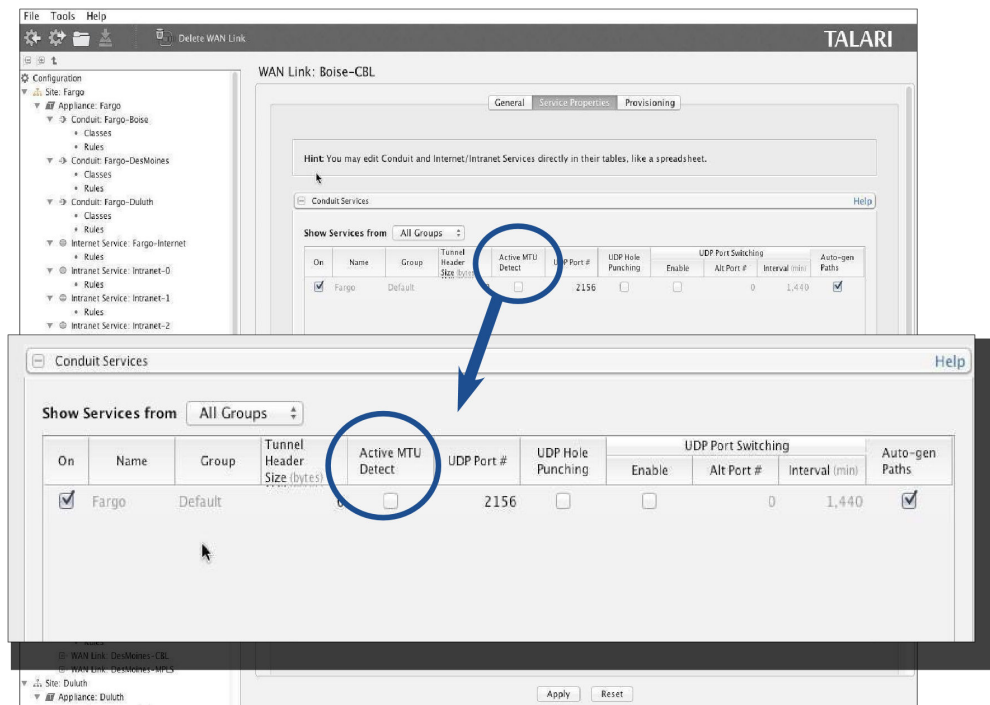 File Tools Help
Delete WAN Link
TALARI
Configuration
Site: Fargo
Appliance: Fargo
Conduit: Fargo-Boise
Classes
Rules
Conduit: Fargo-DesMoines
Classes
Rules
Conduit: Fargo-Duluth
Classes
Rules
Internet Service: Fargo-Internet
Rules
Intranet Service: Intranet-0
Rules
Intranet Service: Intranet-1
Rules
Intranet Service: Intranet-2
WAN Link: Boise-CBL
General Service Properties Provisioning
Hint: You may edit Conduit and Internet/Intranet Services directly in their tables, like a spreadsheet.
Conduit Services Help
Show Services from All Groups
On Name Group Tunnel Header Size (bytes) Active MTU Detect UDP Port # UDP Hole Punching UDP Port Switching Enable Alt Port # Interval (min) Auto-gen Paths
Fargo Default 2156 0 1,440
Conduit Services Help
Show Services from All Groups
On Name Group Tunnel Header Size (bytes) Active MTU Detect UDP Port # UDP Hole Punching UDP Port Switching Enable Alt Port # Interval (min) Auto-gen Paths
Fargo Default 2156 0 1,440
WAN Link: DesMoines-CBL
WAN Link: DesMoines-MPLS
Site: Duluth
Appliance: Duluth
Apply Reset